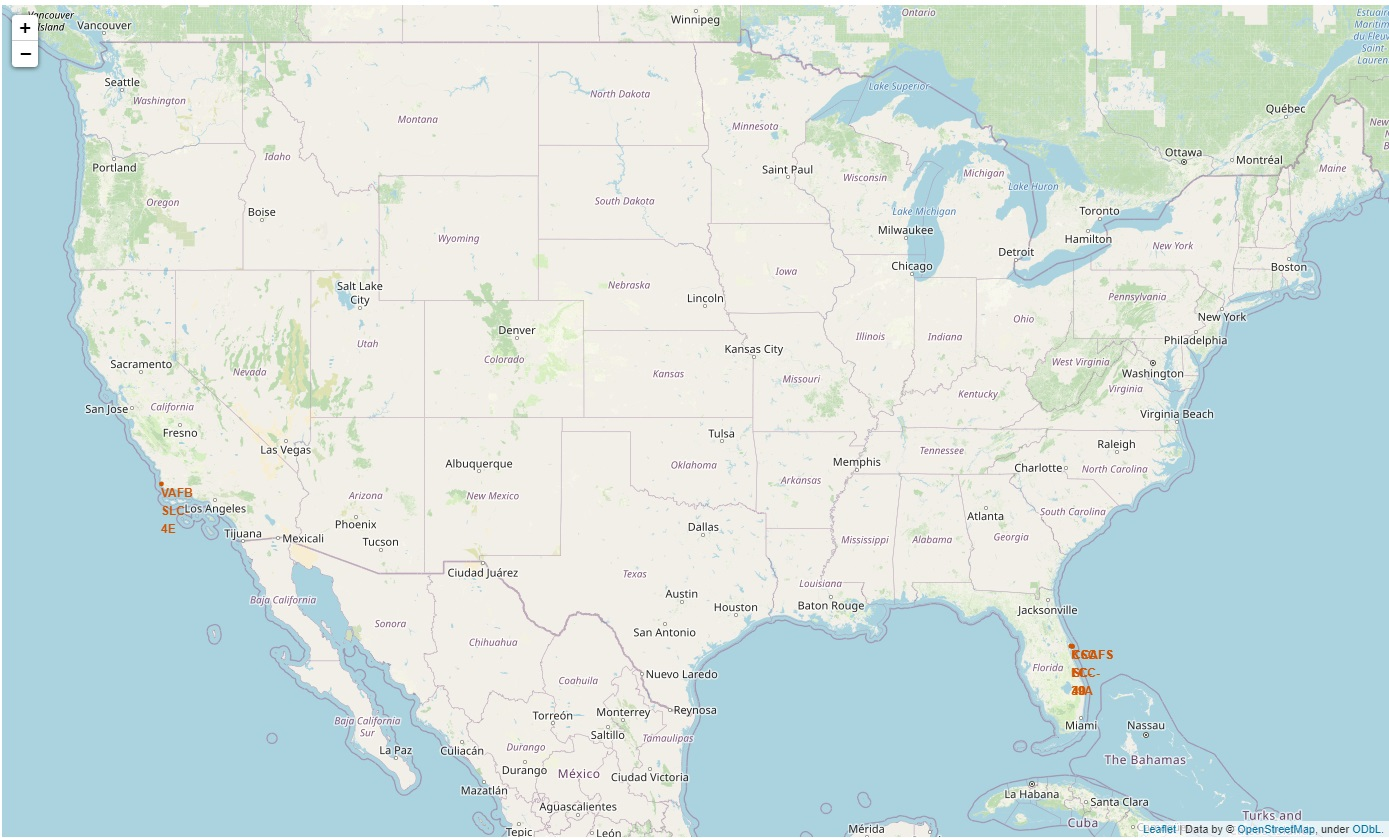 +
−
Vancouver
Island
Vancouver
Winnipeg
Ontario
Seattle
Washington
Montana
North Dakota
Minnesota
Lake Superior
Québec
Portland
Idaho
Saint Paul
Wisconsin
Michigan
Lake Huron
Ottawa
Montréal
Maine
Oregon
Boise
Wyoming
South Dakota
Milwaukee
Lake Michigan
Toronto
Hamilton
New York
Detroit
Chicago
Boston
Salt Lake
City
Nebraska
Iowa
Lincoln
Pennsylvania
New York
Philadelphia
Denver
Colorado
Utah
Nevada
Sacramento
Kansas City
Kansas
Missouri
Illinois
Indiana
Ohio
West Virginia
Washington
Virginia
San Jose
California
Fresno
Las Vegas
Kentucky
Virginia Beach
Tulsa
Oklahoma
Raleigh
Tennessee
Memphis
Charlotte
North Carolina
Albuquerque
New Mexico
Arizona
Arkansas
VAFB
SLC-
4E
Los Angeles
Phoenix
Tucson
Tijuana
Mexicali
Dallas
Atlanta
South Carolina
Georgia
Alabama
Mississippi
Ciudad Juárez
Texas
Louisiana
Austin
Houston
Baton Rouge
Jacksonville
Baja California
Sonora
Chihuahua
San Antonio
Florida
Coahuila
Nuevo Laredo
Reynosa
Monterrey
Torreón
Saltillo
Tamaulipas
Miami
Nassau
The Bahamas
Baja California
Sur
La Paz
Culiacán
Durango
Durango
México
Ciudad Victoria
Mazatlán
Aguascalientes
León
Tepic
La Habana
Santa Clara
Cuba
Mérida
Turks and
Leaflet | Data by © OpenStreetMap, under ODbL.